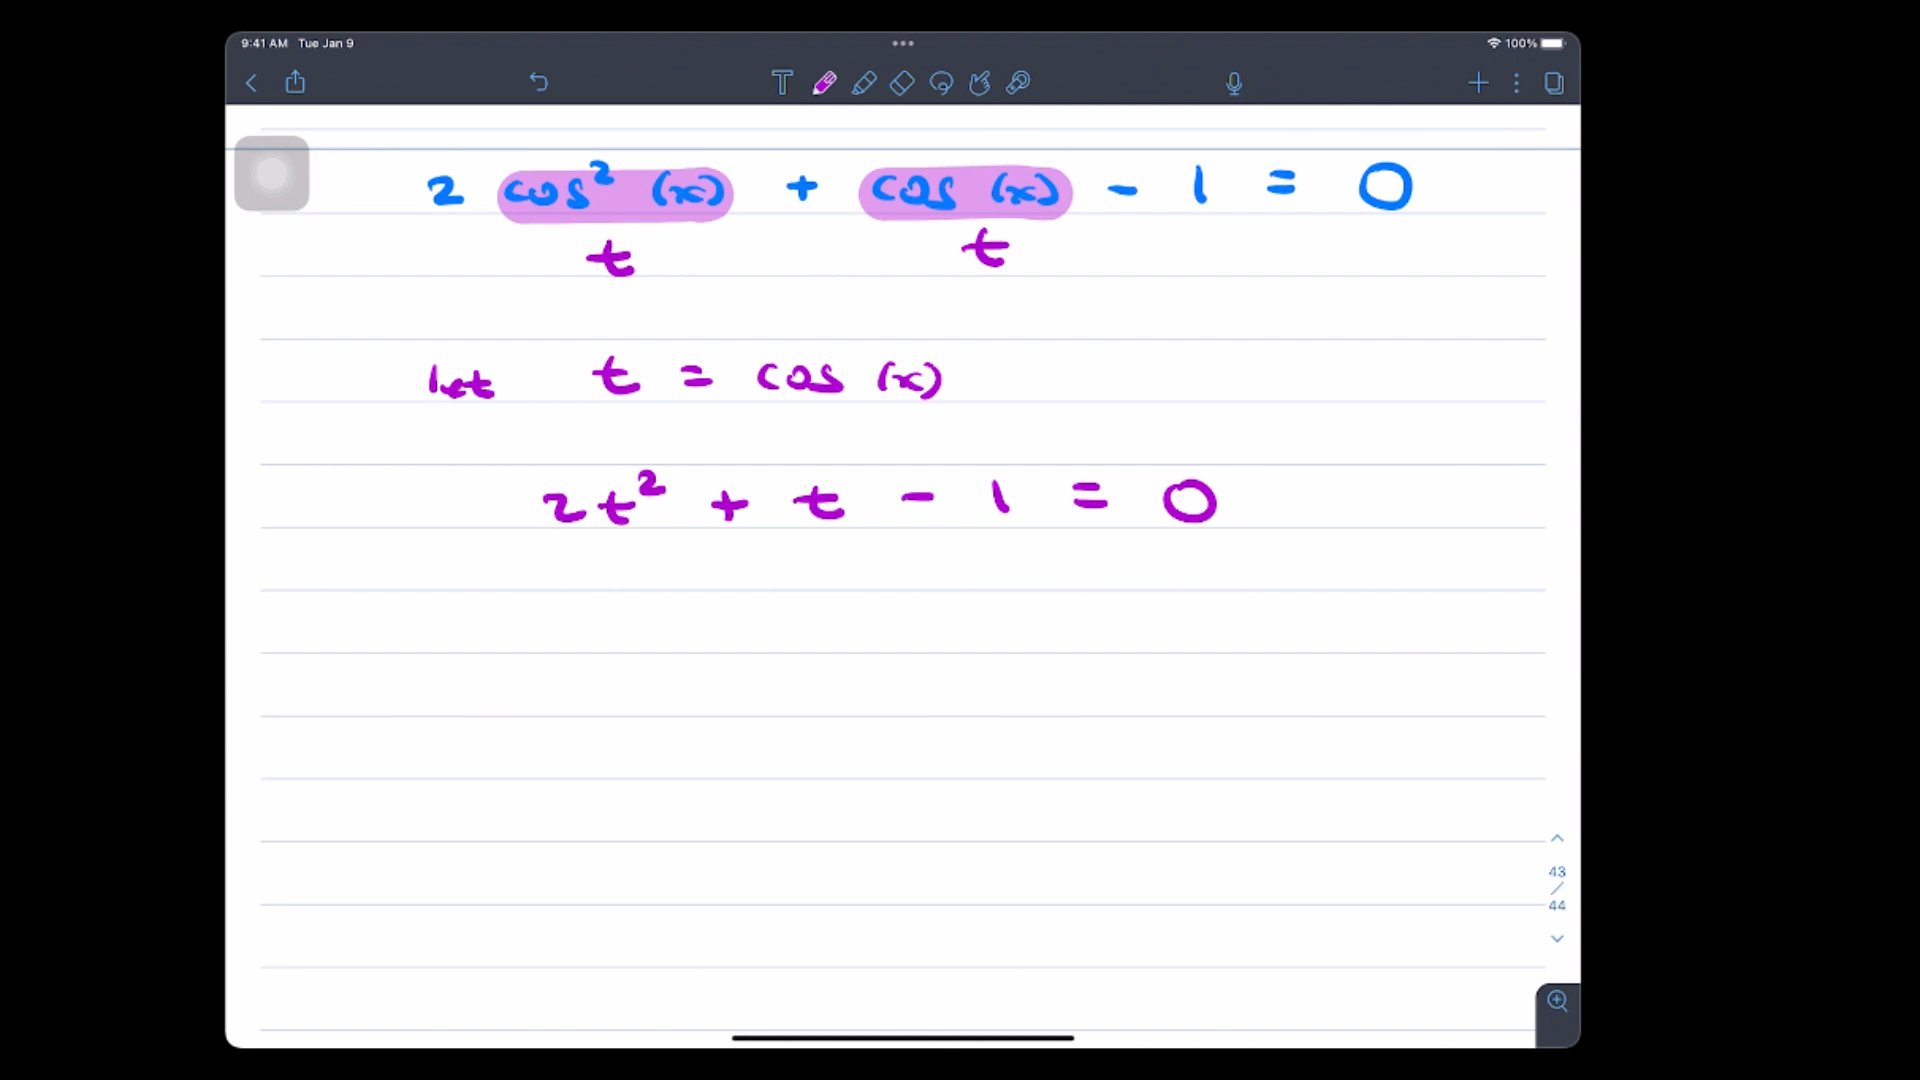 9:41 AM Tue Jan 9
100%
T
2 cos² (x) + cos (x) - 1 = 0
t t
let t = cos (x)
2t² + t - 1 = 0
43
/
44